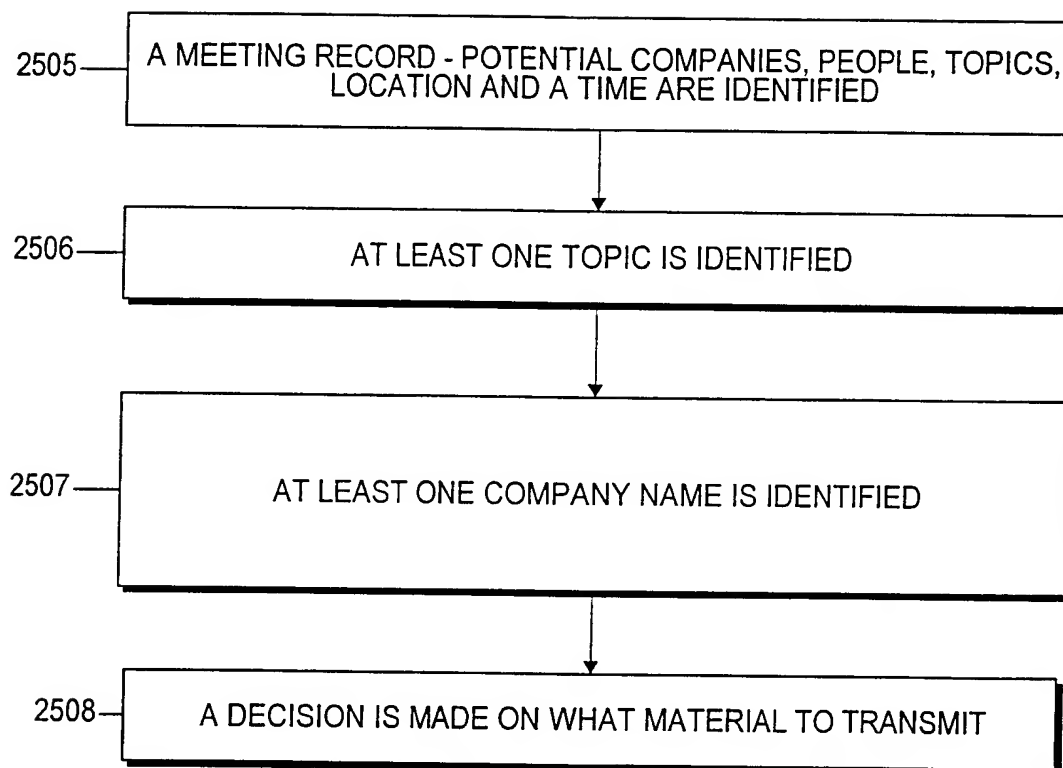 2505 A MEETING RECORD - POTENTIAL COMPANIES, PEOPLE, TOPICS,
LOCATION AND A TIME ARE IDENTIFIED
2506 AT LEAST ONE TOPIC IS IDENTIFIED
2507 AT LEAST ONE COMPANY NAME IS IDENTIFIED
2508 A DECISION IS MADE ON WHAT MATERIAL TO TRANSMIT